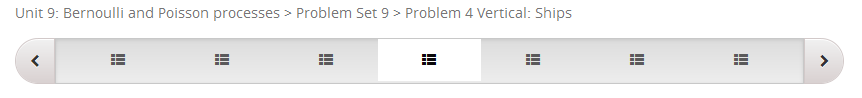 Unit 9: Bernoulli and Poisson processes > Problem Set 9 > Problem 4 Vertical: Ships